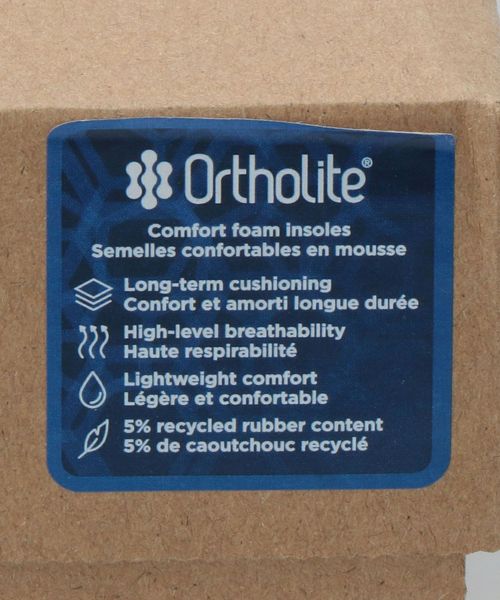 Ortholite®
Comfort foam insoles
Semelles confortables en mousse
Long-term cushioning
Confort et amorti longue durée
High-level breathability
Haute respirabilité
Lightweight comfort
Légère et confortable
5% recycled rubber content
5% de caoutchouc recyclé